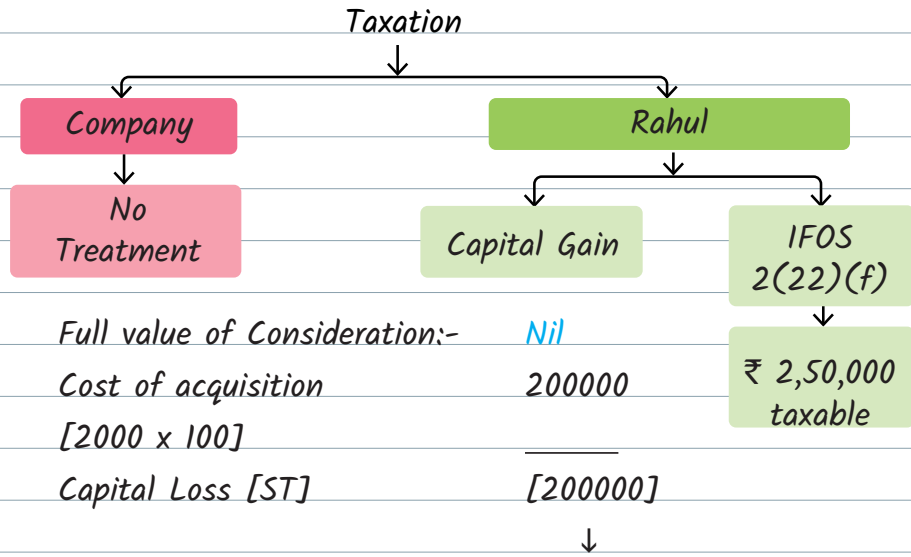 Taxation
Company
Rahul
No
Treatment
Capital Gain
IFOS
2(22)(f)
Full value of Consideration:- Nil
Cost of acquisition 200000
[2000 x 100]
Capital Loss [ST] [200000]
₹ 2,50,000
taxable